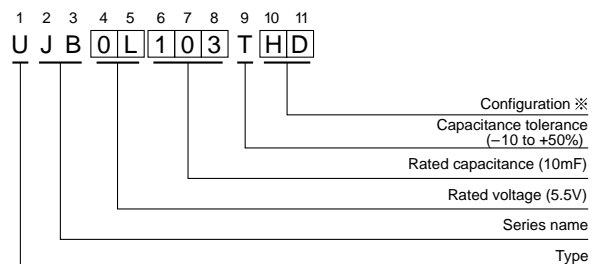 1 2 3 4 5 6 7 8 9 10 11
U J B 0 L 1 0 3 T H D
Configuration ※
Capacitance tolerance
(−10 to +50%)
Rated capacitance (10mF)
Rated voltage (5.5V)
Series name
Type